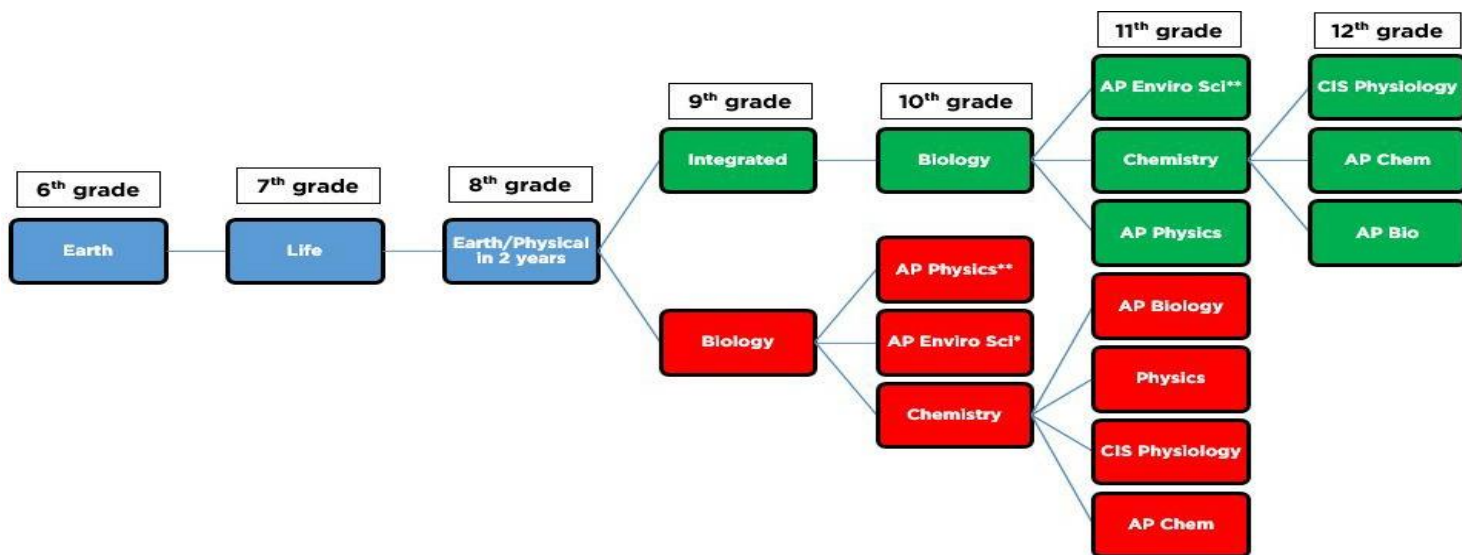 11th grade
12th grade
AP Enviro Sci**
CIS Physiology
9th grade
10th grade
Integrated
Biology
Chemistry
AP Chem
6th grade
7th grade
8th grade
Earth
Life
Earth/Physical
in 2 years
AP Physics
AP Bio
AP Physics**
AP Biology
Biology
AP Enviro Sci*
Physics
Chemistry
CIS Physiology
AP Chem